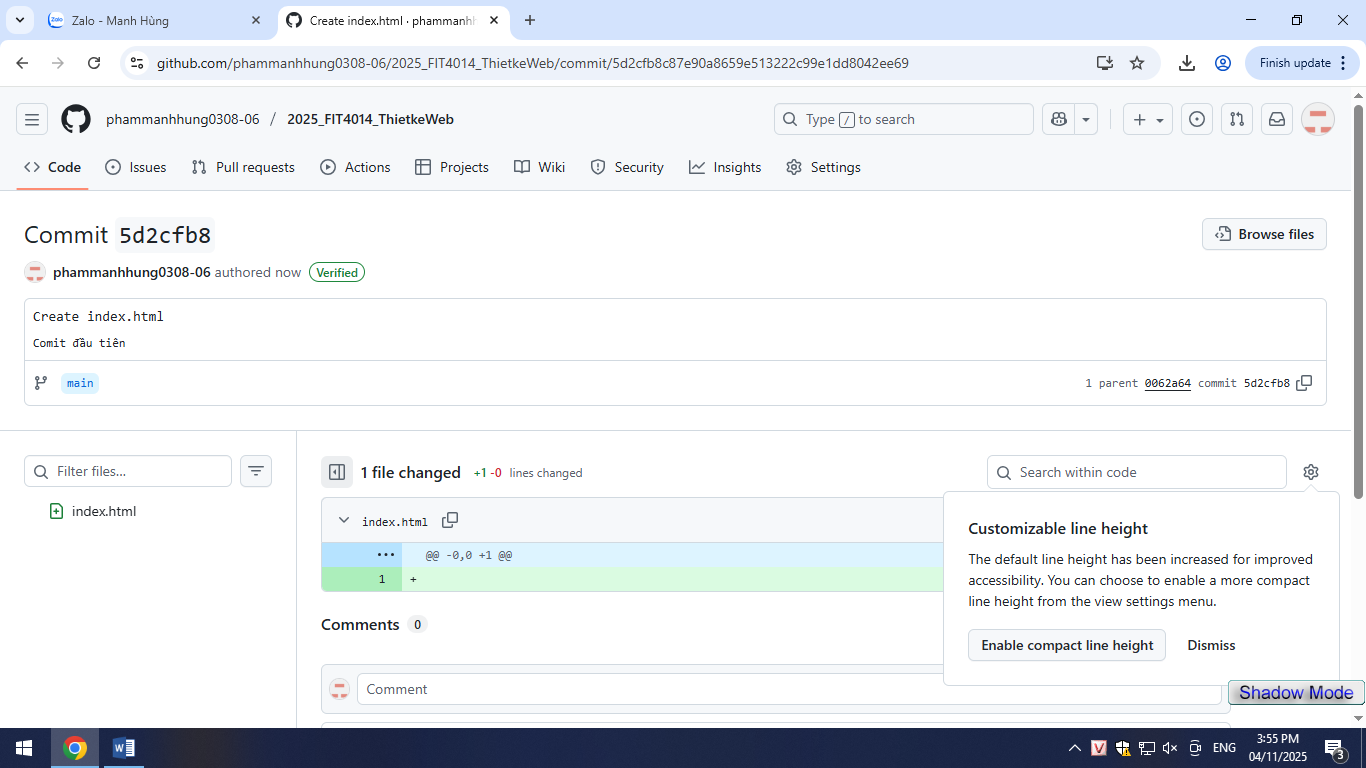 Zalo - Manh Hùng
Create index.html · phammanhh
github.com/phammanhhung0308-06/2025_FIT4014_ThietkeWeb/commit/5d2cfb8c87e90a8659e513222c99e1dd8042ee69
Finish update
phammanhhung0308-06 / 2025_FIT4014_ThietkeWeb
Type / to search
Code Issues Pull requests Actions Projects Wiki Security Insights Settings
Commit 5d2cfb8
Browse files
phammanhhung0308-06 authored now Verified
Create index.html
Comit đầu tiên
main
1 parent 0062a64 commit 5d2cfb8
Filter files...
1 file changed +1 -0 lines changed
Search within code
index.html
index.html
@@ -0,0 +1 @@
1 +
Customizable line height
The default line height has been increased for improved
accessibility. You can choose to enable a more compact
line height from the view settings menu.
Enable compact line height Dismiss
Comments 0
Comment
Shadow Mode
ENG
3:55 PM
04/11/2025
3